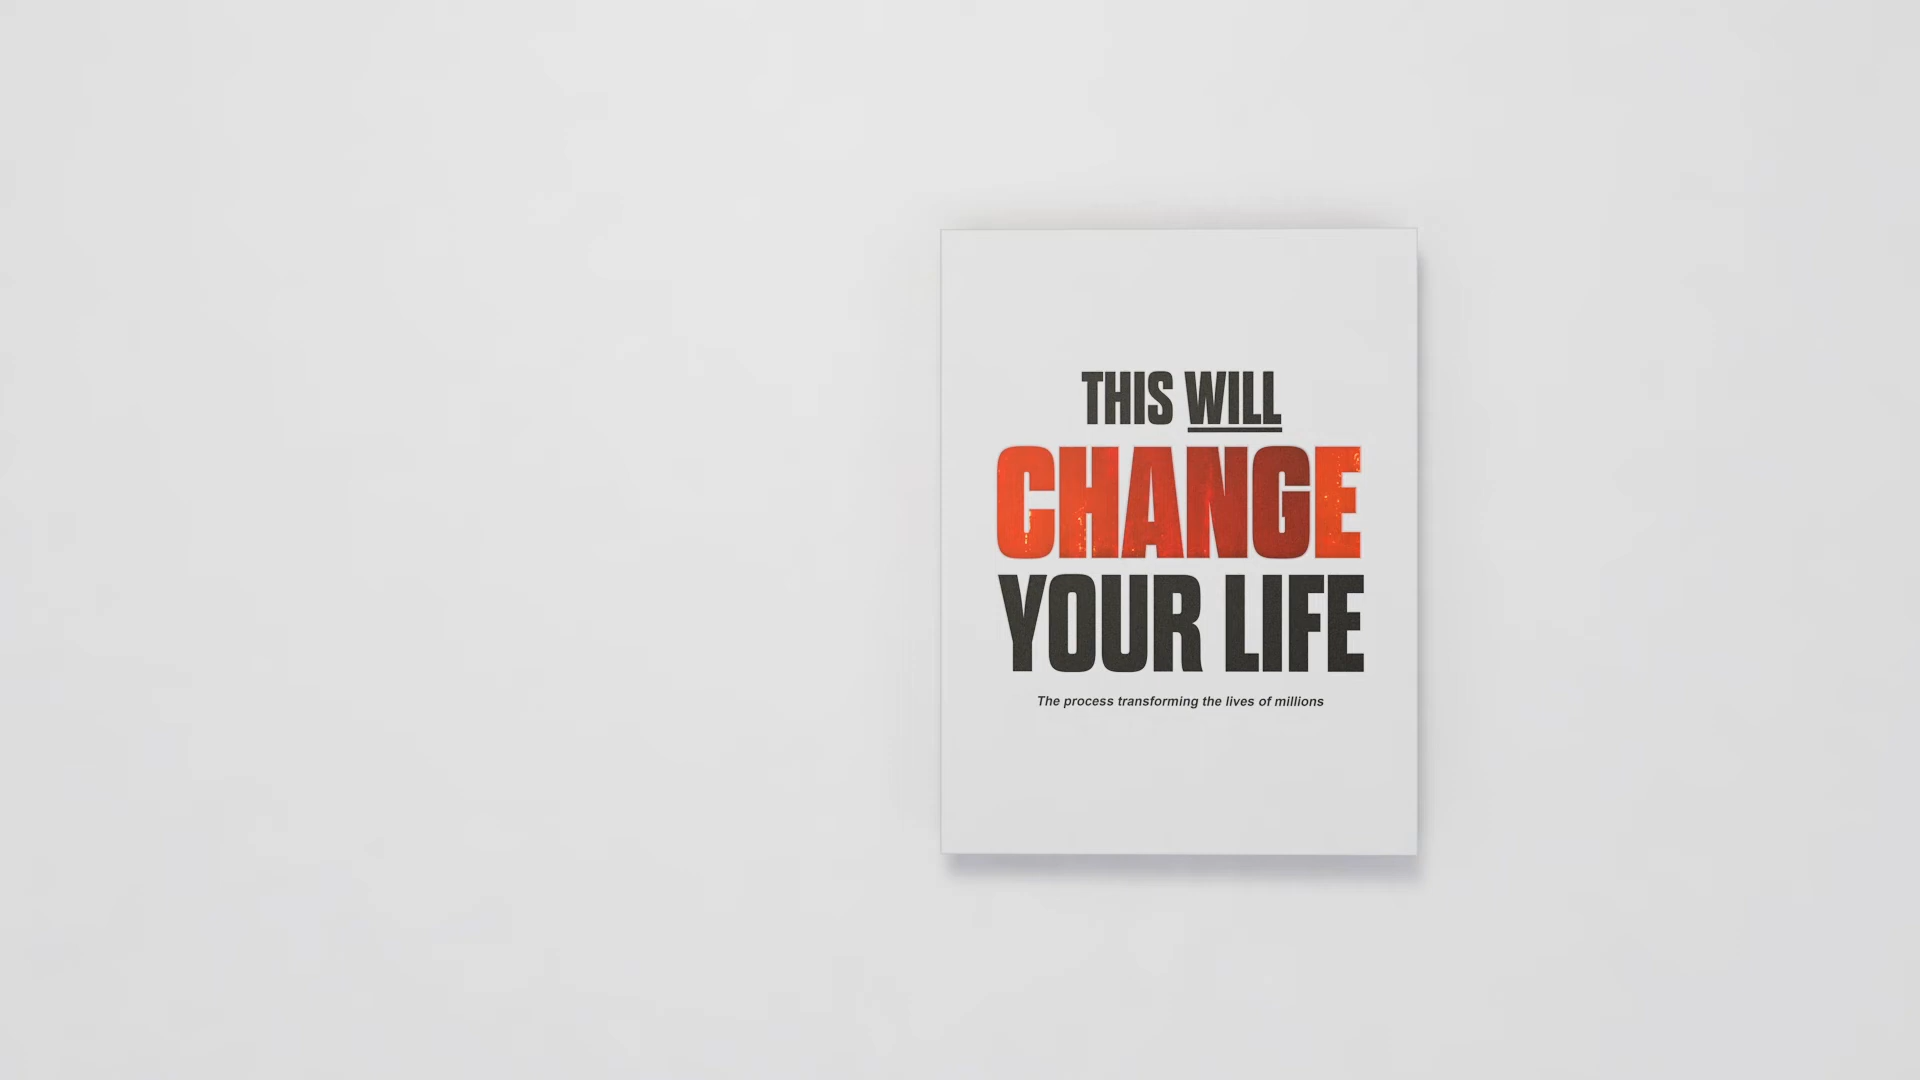 THIS WILL
CHANGE
YOUR LIFE
The process transforming the lives of millions